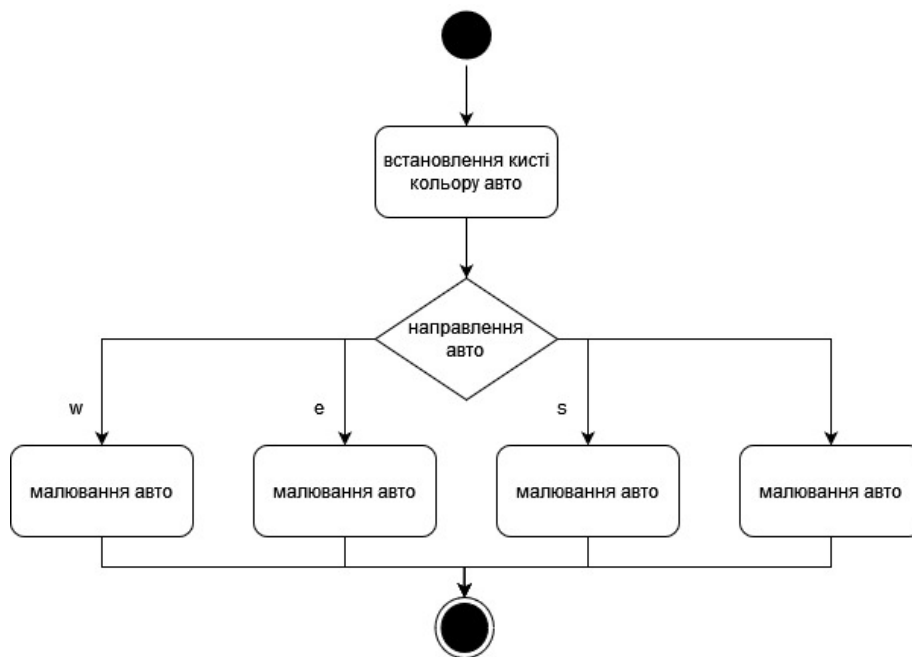 встановлення кисті
кольору авто
направлення
авто
w
e
s
малювання авто
малювання авто
малювання авто
малювання авто